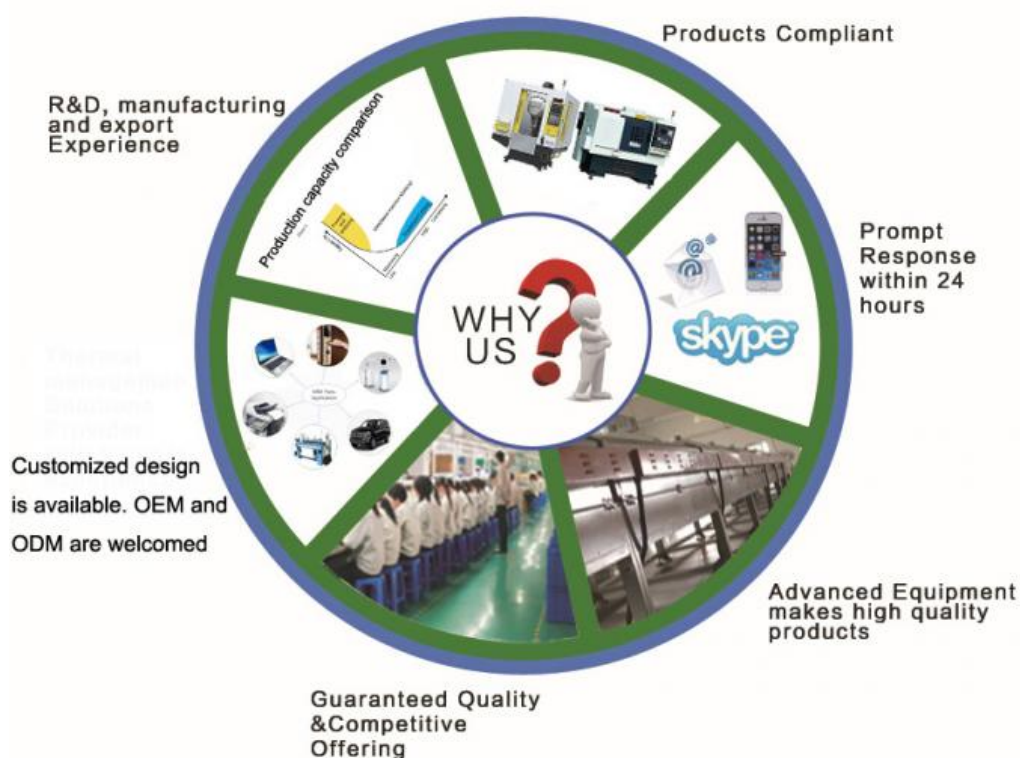 Products Compliant
R&D, manufacturing
and export
Experience
Production capacity comparison
Prompt
Response
within 24
hours
@
@
@
skype
WHY
US
?
Customized design
is available. OEM and
ODM are welcomed
Advanced Equipment
makes high quality
products
Guaranteed Quality
&Competitive
Offering